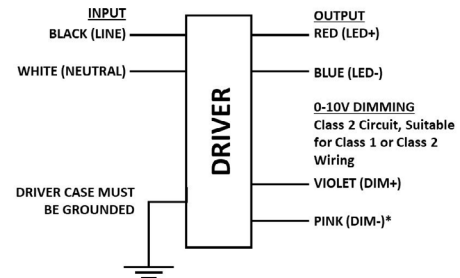 INPUT
BLACK (LINE)
WHITE (NEUTRAL)
DRIVER CASE MUST
BE GROUNDED
DRIVER
OUTPUT
RED (LED+)
BLUE (LED-)
0-10V DIMMING
Class 2 Circuit, Suitable
for Class 1 or Class 2
Wiring
VIOLET (DIM+)
PINK (DIM-)*